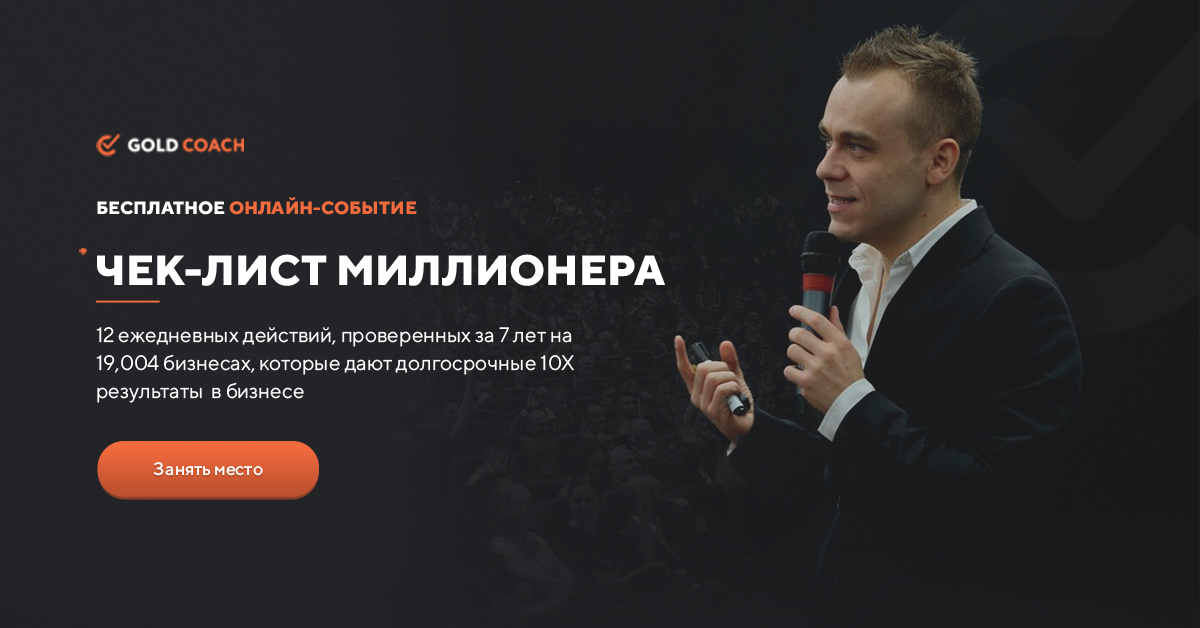 GOLD COACH
БЕСПЛАТНОЕ ОНЛАЙН-СОБЫТИЕ
ЧЕК-ЛИСТ МИЛЛИОНЕРА
12 ежедневных действий, проверенных за 7 лет на
19,004 бизнесах, которые дают долгосрочные 10X
результаты в бизнесе
Занять место